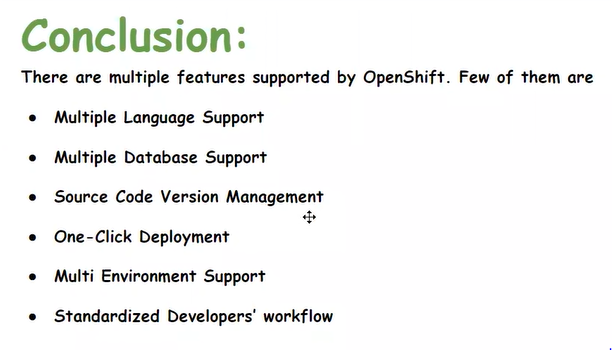 Conclusion:
There are multiple features supported by OpenShift. Few of them are
• Multiple Language Support
• Multiple Database Support
• Source Code Version Management
• One-Click Deployment
• Multi Environment Support
• Standardized Developers’ workflow